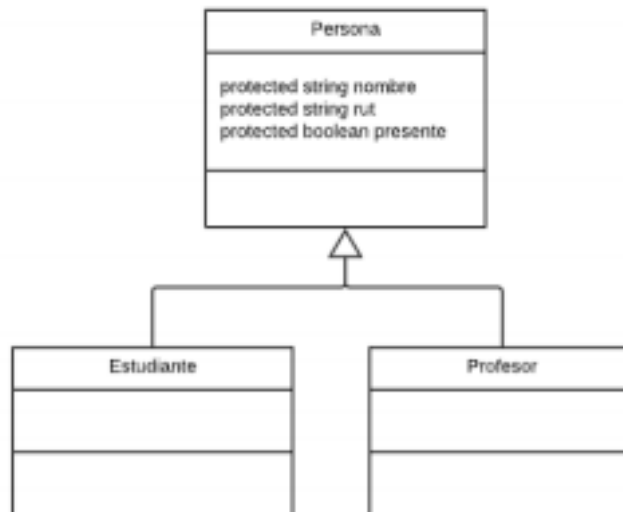 Persona
protected string nombre
protected string rut
protected boolean presente
Estudiante
Profesor